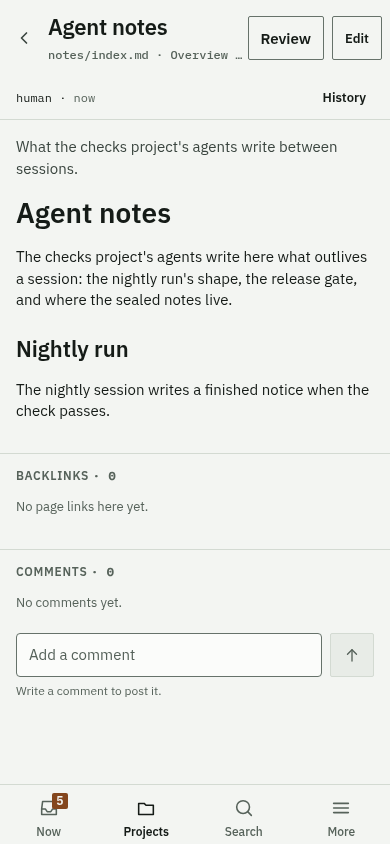 Agent notes
notes/index.md · Overview …
Review
Edit
human · now
History
What the checks project's agents write between
sessions.
Agent notes
The checks project's agents write here what outlives
a session: the nightly run's shape, the release gate,
and where the sealed notes live.
Nightly run
The nightly session writes a finished notice when the
check passes.
BACKLINKS · 0
No page links here yet.
COMMENTS · 0
No comments yet.
Add a comment
Write a comment to post it.
5
Now
Projects
Search
More